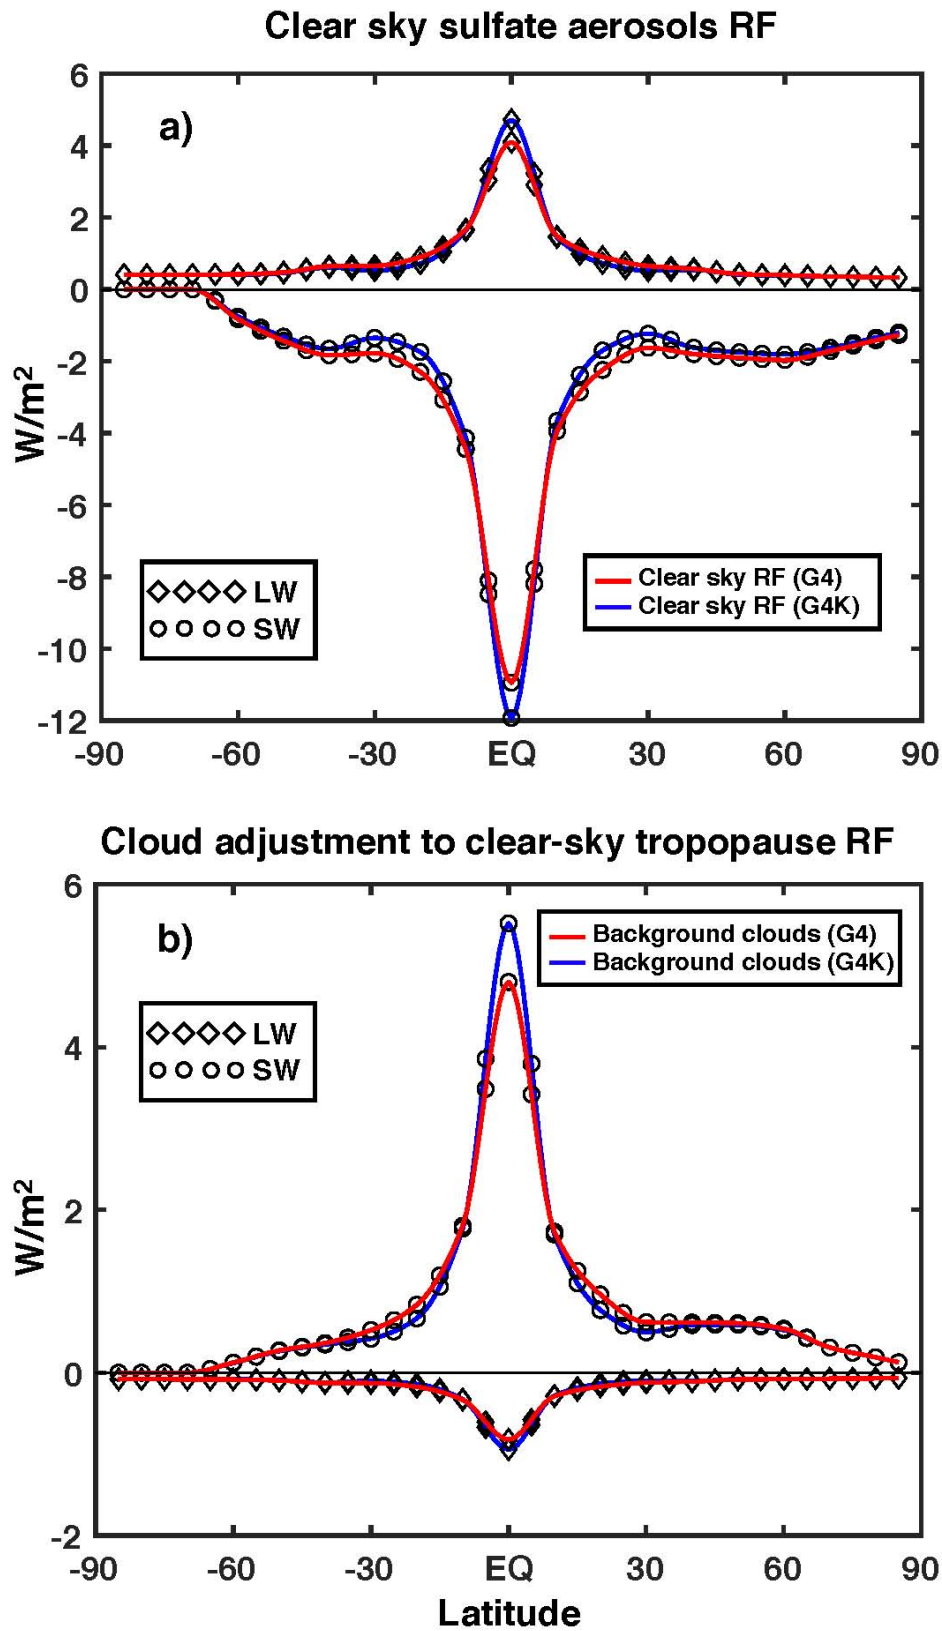 Clear sky sulfate aerosols RF
a)
6
4
2
0
-2
-4
-6
-8
-10
-12
W/m2
LW
SW
Clear sky RF (G4)
Clear sky RF (G4K)
-90 -60 -30 EQ 30 60 90
Cloud adjustment to clear-sky tropopause RF
b)
6
4
2
0
-2
W/m2
LW
SW
Background clouds (G4)
Background clouds (G4K)
-90 -60 -30 EQ 30 60 90
Latitude